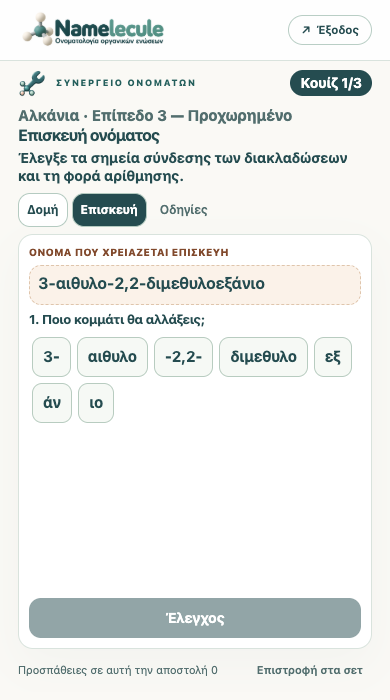 Namelecule
Ονοματολογία οργανικών ενώσεων
↗ Έξοδος
ΣΥΝΕΡΓΕΙΟ ΟΝΟΜΑΤΩΝ
Κουίζ 1/3
Αλκάνια · Επίπεδο 3 — Προχωρημένο
Επισκευή ονόματος
Έλεγξε τα σημεία σύνδεσης των διακλαδώσεων
και τη φορά αρίθμησης.
Δομή Επισκευή Οδηγίες
ΟΝΟΜΑ ΠΟΥ ΧΡΕΙΑΖΕΤΑΙ ΕΠΙΣΚΕΥΗ
3-αιθυλο-2,2-διμεθυλοεξάνιο
1. Ποιο κομμάτι θα αλλάξεις;
3- αιθυλο -2,2- διμεθυλο εξ
άν ιο
Έλεγχος
Προσπάθειες σε αυτή την αποστολή 0 Επιστροφή στα σετ